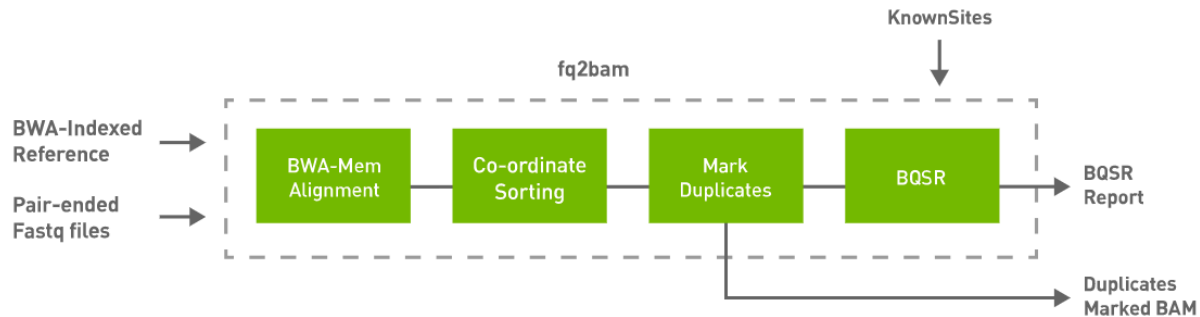 KnownSites
fq2bam
BWA-Indexed
Reference
Pair-ended
Fastq files
BWA-Mem
Alignment
Co-ordinate
Sorting
Mark
Duplicates
BQSR
BQSR
Report
Duplicates
Marked BAM